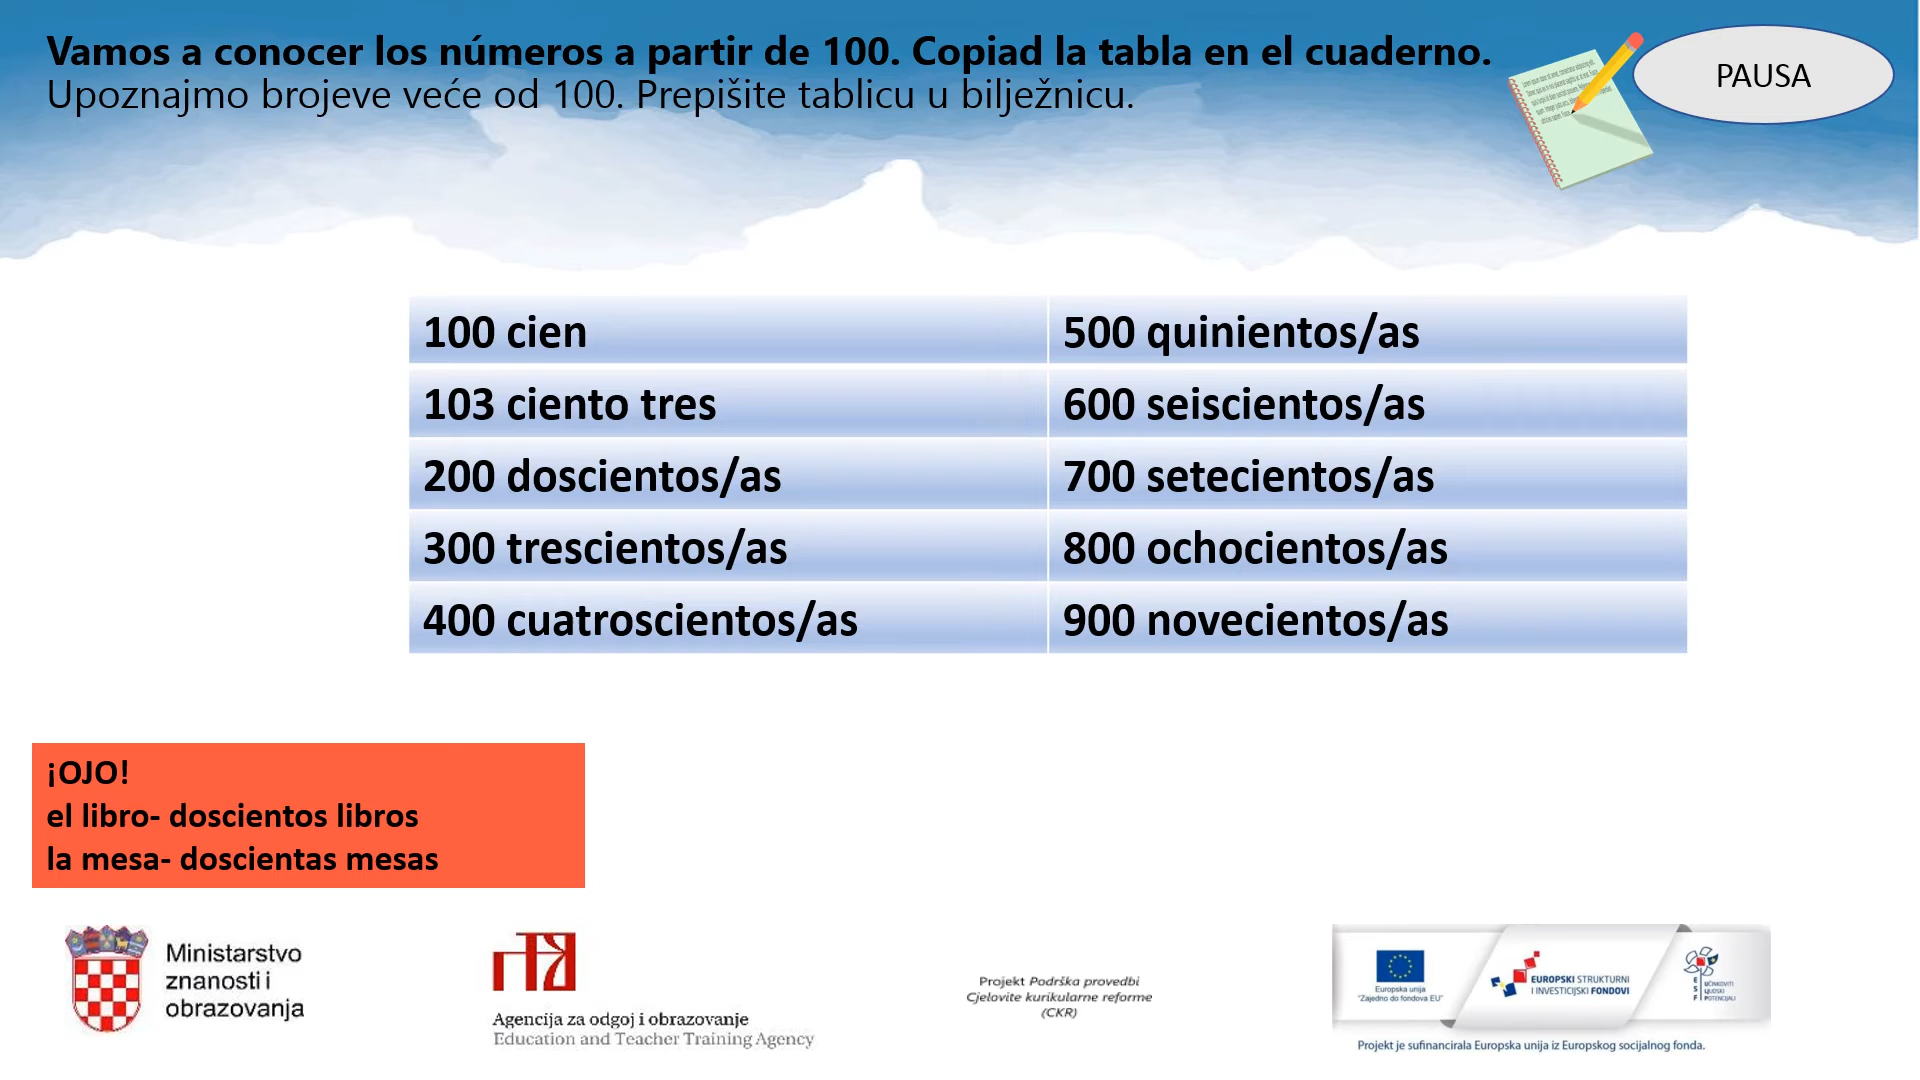 Vamos a conocer los números a partir de 100. Copiad la tabla en el cuaderno.
Upoznajmo brojeve veće od 100. Prepišite tablicu u bilježnicu.
PAUSA
100 cien
500 quinientos/as
103 ciento tres
600 seiscientos/as
200 doscientos/as
700 setecientos/as
300 trescientos/as
800 ochocientos/as
400 cuatroscientos/as
900 novecientos/as
¡OJO!
el libro- doscientos libros
la mesa- doscientas mesas
Ministarstvo
znanosti i
obrazovanja
Agencija za odgoj i obrazovanje
Education and Teacher Training Agency
Projekt Podrška provedbi
Cjelovite kurikularne reforme
(CKR)
Europska unija
"Zajedno do fondova EU"
EUROPSKI STRUKTURNI
I INVESTICIJSKI FONDOVI
ESF
UČINKOVITI
LJUDSKI
POTENCIJALI
Projekt je sufinancirala Europska unija iz Europskog socijalnog fonda.